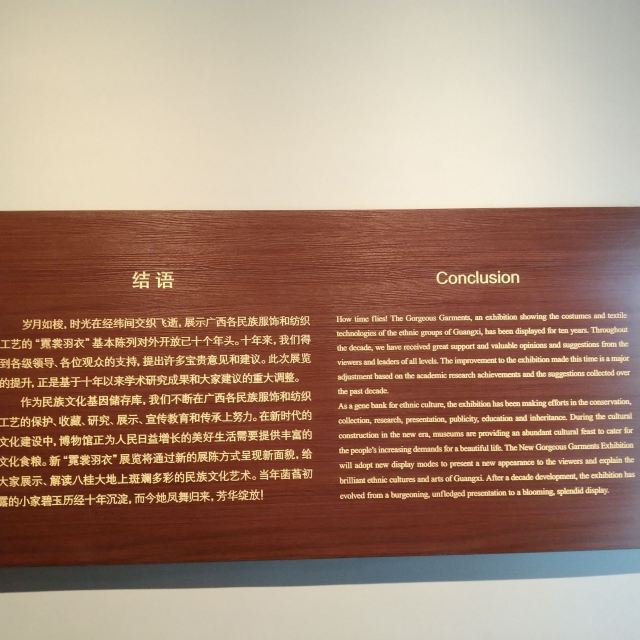 结语
岁月如梭，时光在经纬间交织飞逝，展示广西各民族服饰和纺织
工艺的“霓裳羽衣”基本陈列对外开放已十个年头。十年来，我们得
到各级领导、各位观众的支持，提出许多宝贵意见和建议。此次展览
的提升，正是基于十年以来学术研究成果和大家建议的重大调整。
作为民族文化基因储存库，我们不断在广西各民族服饰和纺织
工艺的保护、收藏、研究、展示、宣传教育和传承上努力。在新时代的
文化建设中，博物馆正为人民日益增长的美好生活需要提供丰富的
文化食粮。新“霓裳羽衣”展览将通过新的展陈方式呈现新面貌，给
大家展示、解读八桂大地上斑斓多彩的民族文化艺术。当年菡萏初
露的小家碧玉历经十年沉淀，而今她凤舞归来，芳华绽放！
Conclusion
How time flies! The Gorgeous Garments, an exhibition showing the costumes and textile
technologies of the ethnic groups of Guangxi, has been displayed for ten years. Throughout
the decade, we have received great support and valuable opinions and suggestions from the
viewers and leaders of all levels. The improvement to the exhibition made this time is a major
adjustment based on the academic research achievements and the suggestions collected over
the past decade.
As a gene bank for ethnic culture, the exhibition has been making efforts in the conservation,
collection, research, presentation, publicity, education and inheritance. During the cultural
construction in the new era, museums are providing an abundant cultural feast to cater for
the people's increasing demands for a beautiful life. The New Gorgeous Garments Exhibition
will adopt new display modes to present a new appearance to the viewers and explain the
brilliant ethnic cultures and arts of Guangxi. After a decade development, the exhibition has
evolved from a burgeoning, unfledged presentation to a blooming, splendid display.